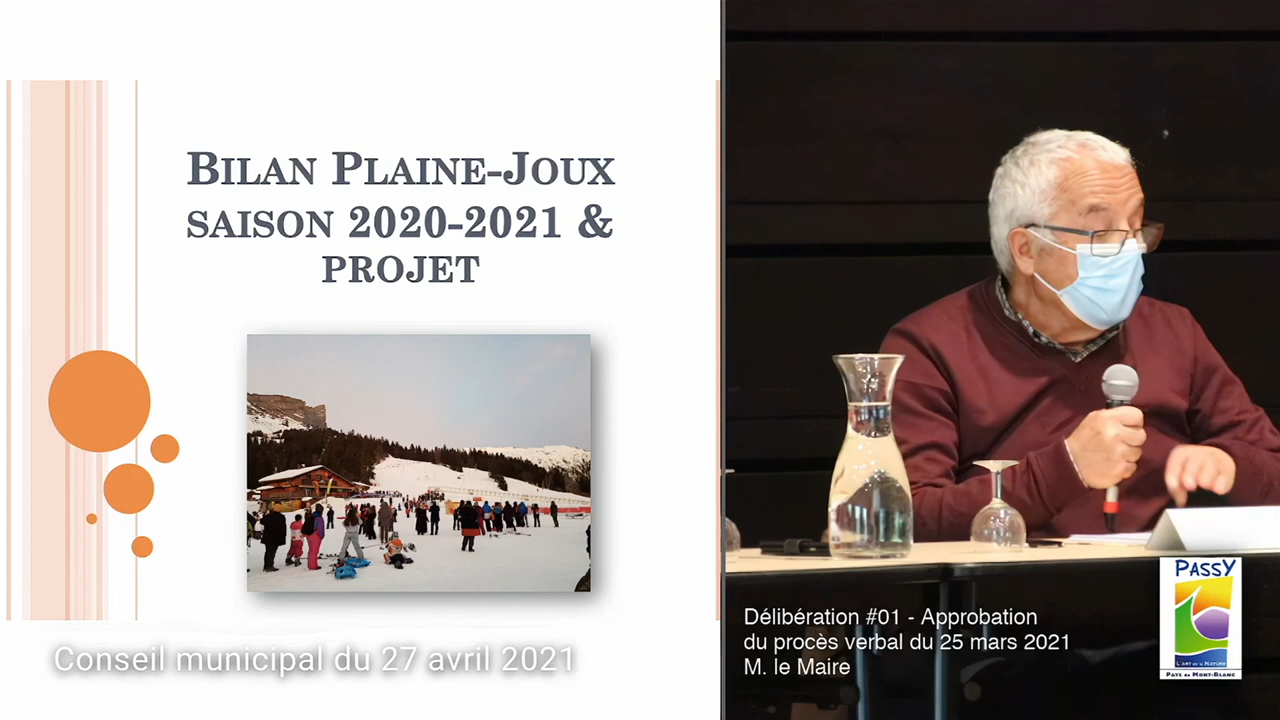 BILAN PLAINE-JOUX
SAISON 2020-2021 &
PROJET
Conseil municipal du 27 avril 2021
Délibération #01 - Approbation
du procès verbal du 25 mars 2021
M. le Maire
PASSY
L'ART DE LA NATURE
PAYS DU MONT-BLANC